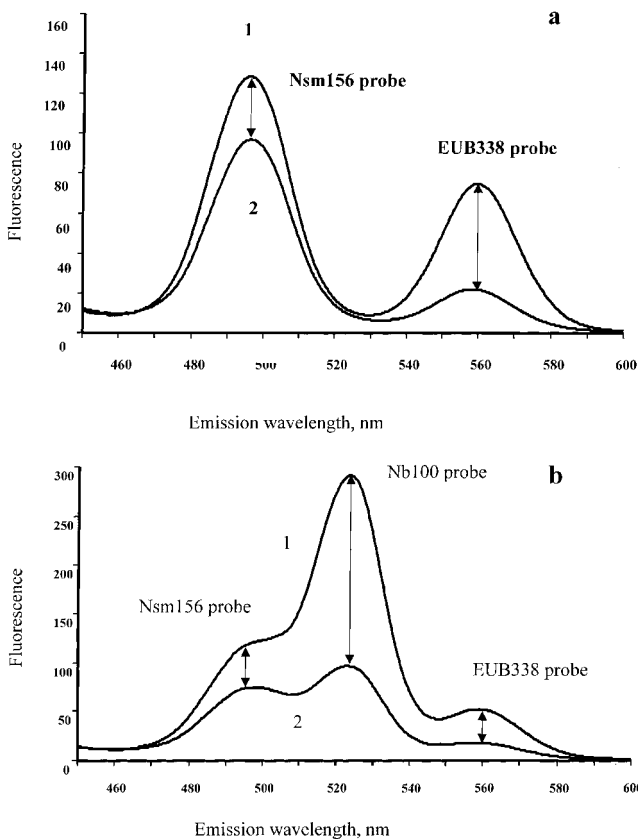 a
160
140
120
100
80
60
40
20
0
Fluorescence
1
Nsm156 probe
2
EUB338 probe
460 480 500 520 540 560 580 600
Emission wavelength, nm
b
300
250
200
150
100
50
0
Fluorescence
Nb100 probe
1
Nsm156 probe
EUB338 probe
2
460 480 500 520 540 560 580 600
Emission wavelength, nm